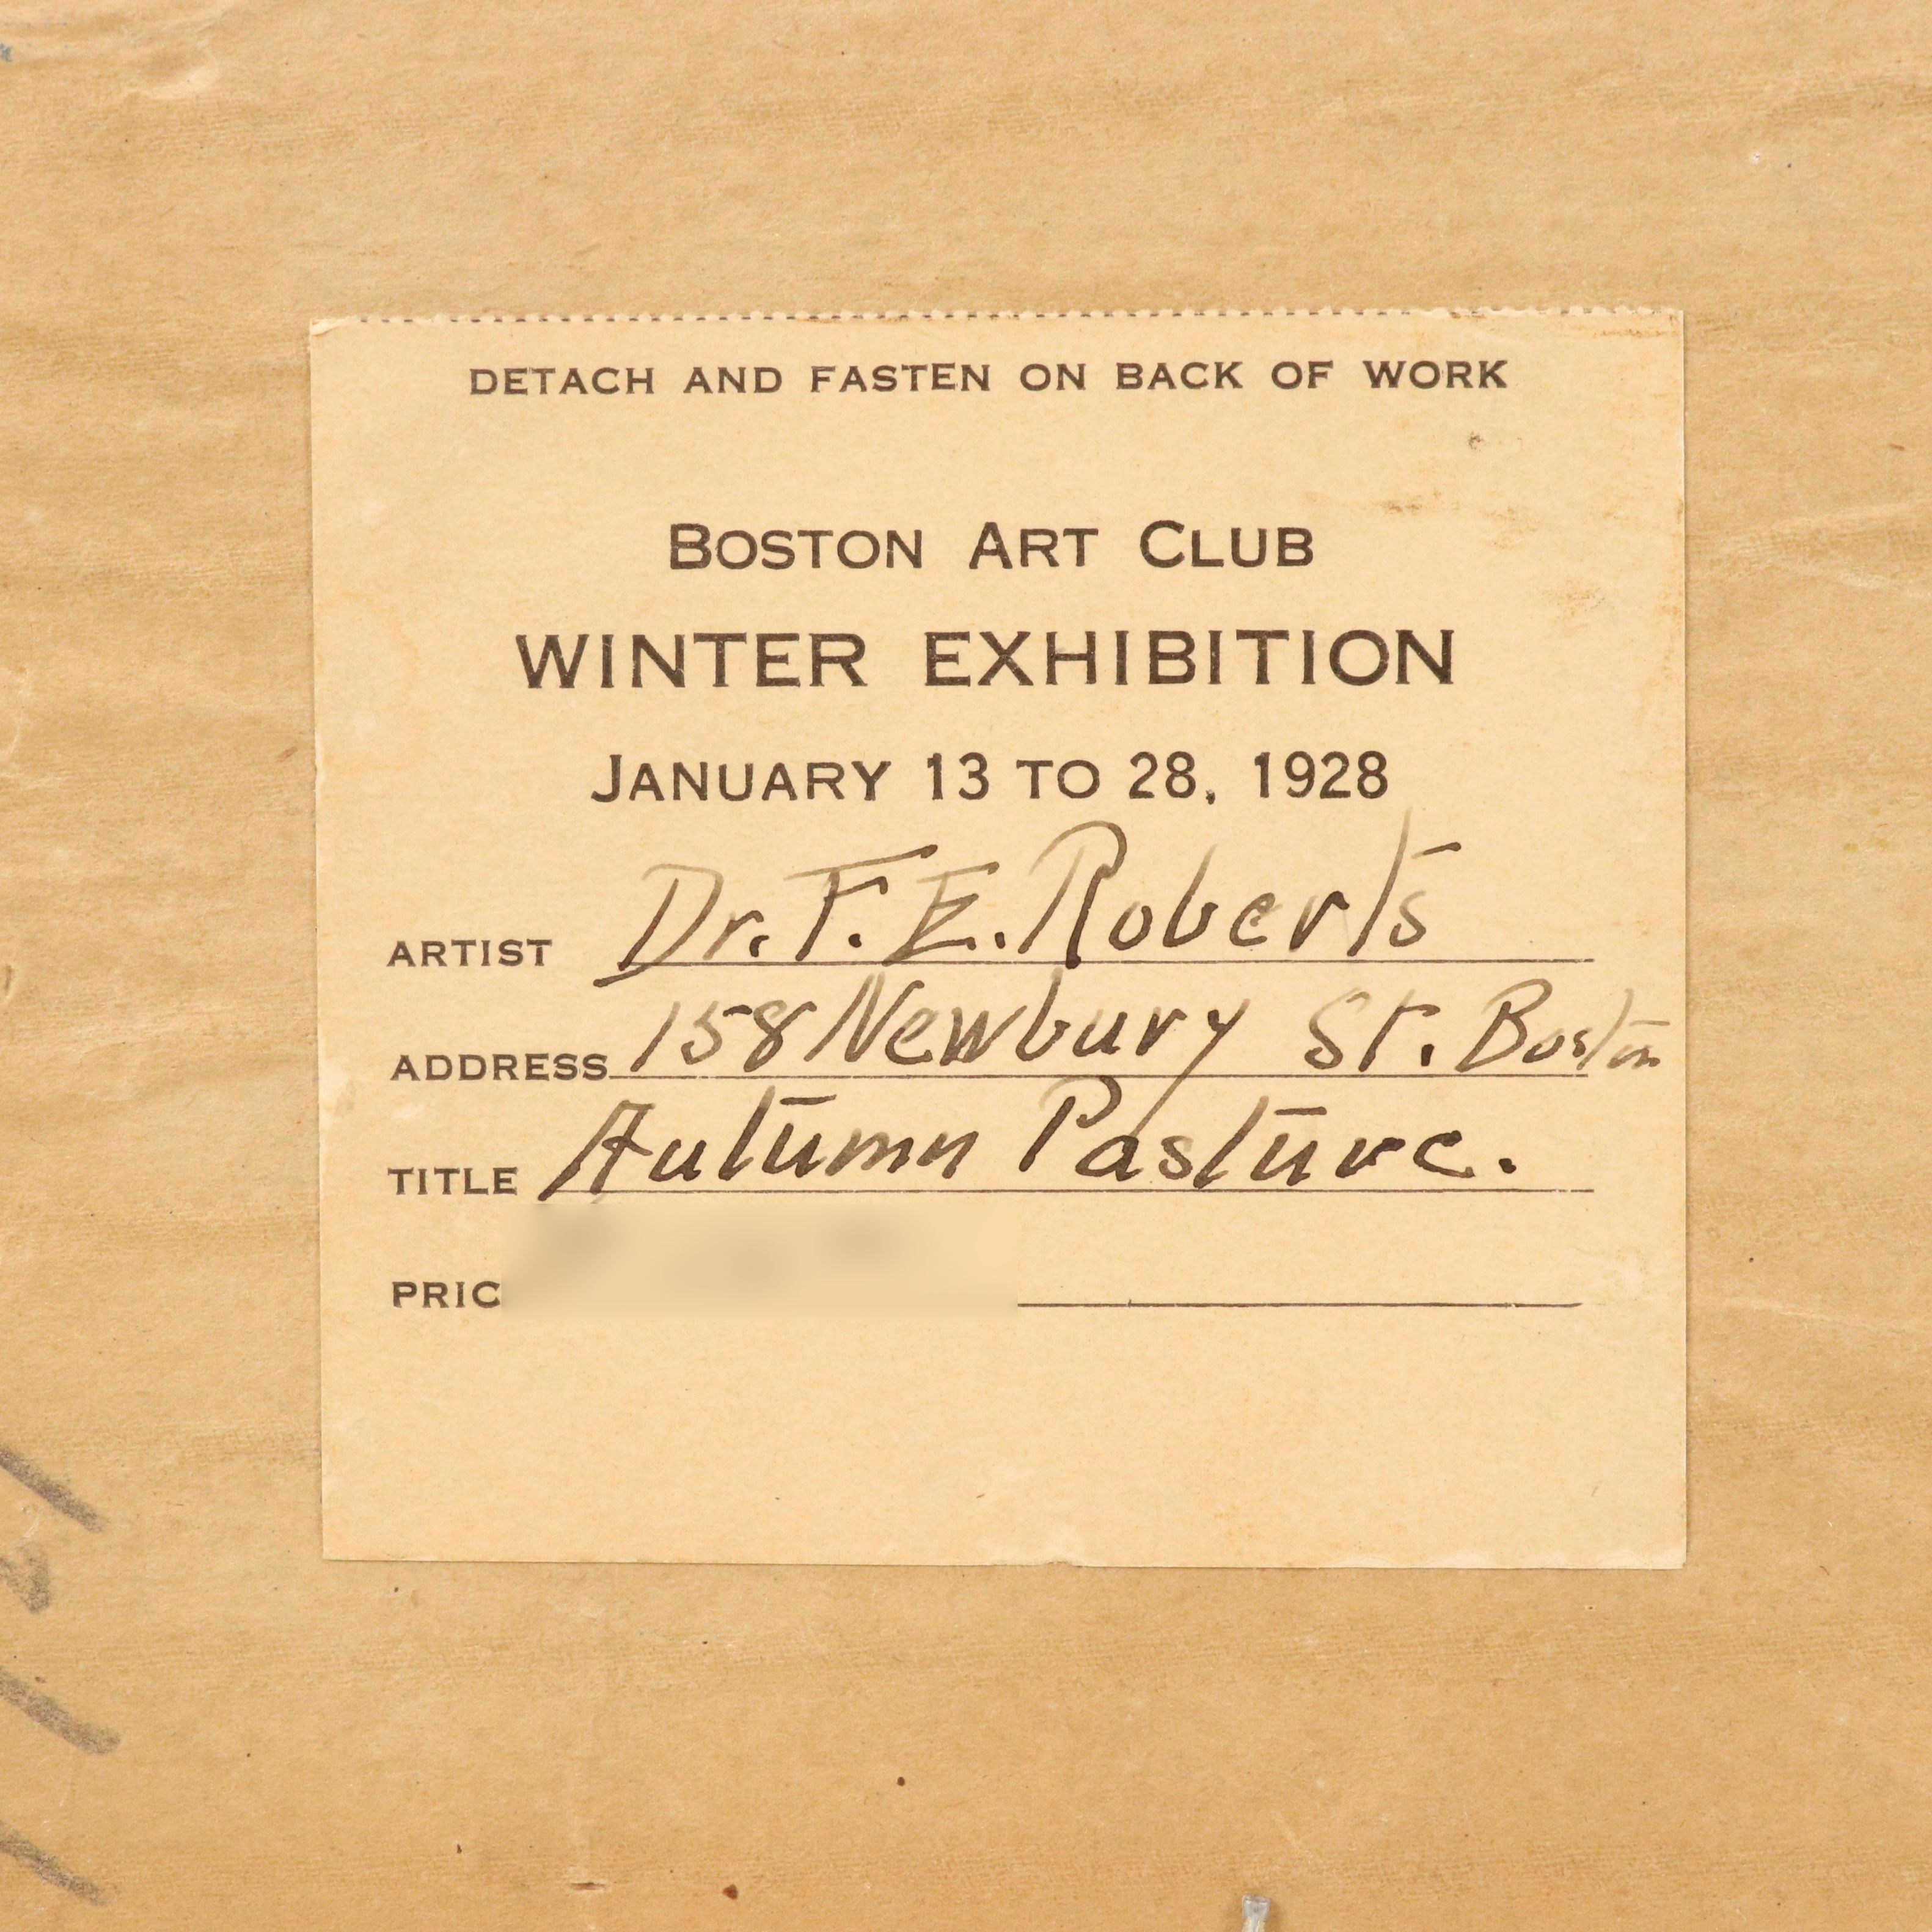 DETACH AND FASTEN ON BACK OF WORK
BOSTON ART CLUB
WINTER EXHIBITION
JANUARY 13 TO 28, 1928
ARTIST Dr. F. E. Roberts
ADDRESS 158 Newbury St. Boston
TITLE Autumn Pasture.
PRIC